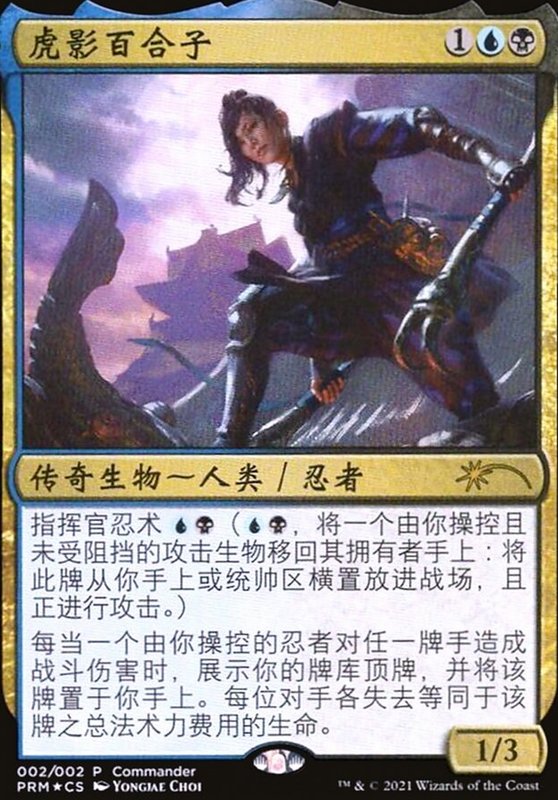 虎影百合子 1
传奇生物～人类／忍者
指挥官忍术（，将一个由你操控且
未受阻挡的攻击生物移回其拥有者手上：将
此牌从你手上或统帅区横置放进战场，且
正进行攻击。）
每当一个由你操控的忍者对任一牌手造成
战斗伤害时，展示你的牌库顶牌，并将该
牌置于你手上。每位对手各失去等同于该
牌之总法术力费用的生命。
1/3
002/002 P Commander
PRM★CS YONGJAE CHOI
™ & © 2021 Wizards of the Coast